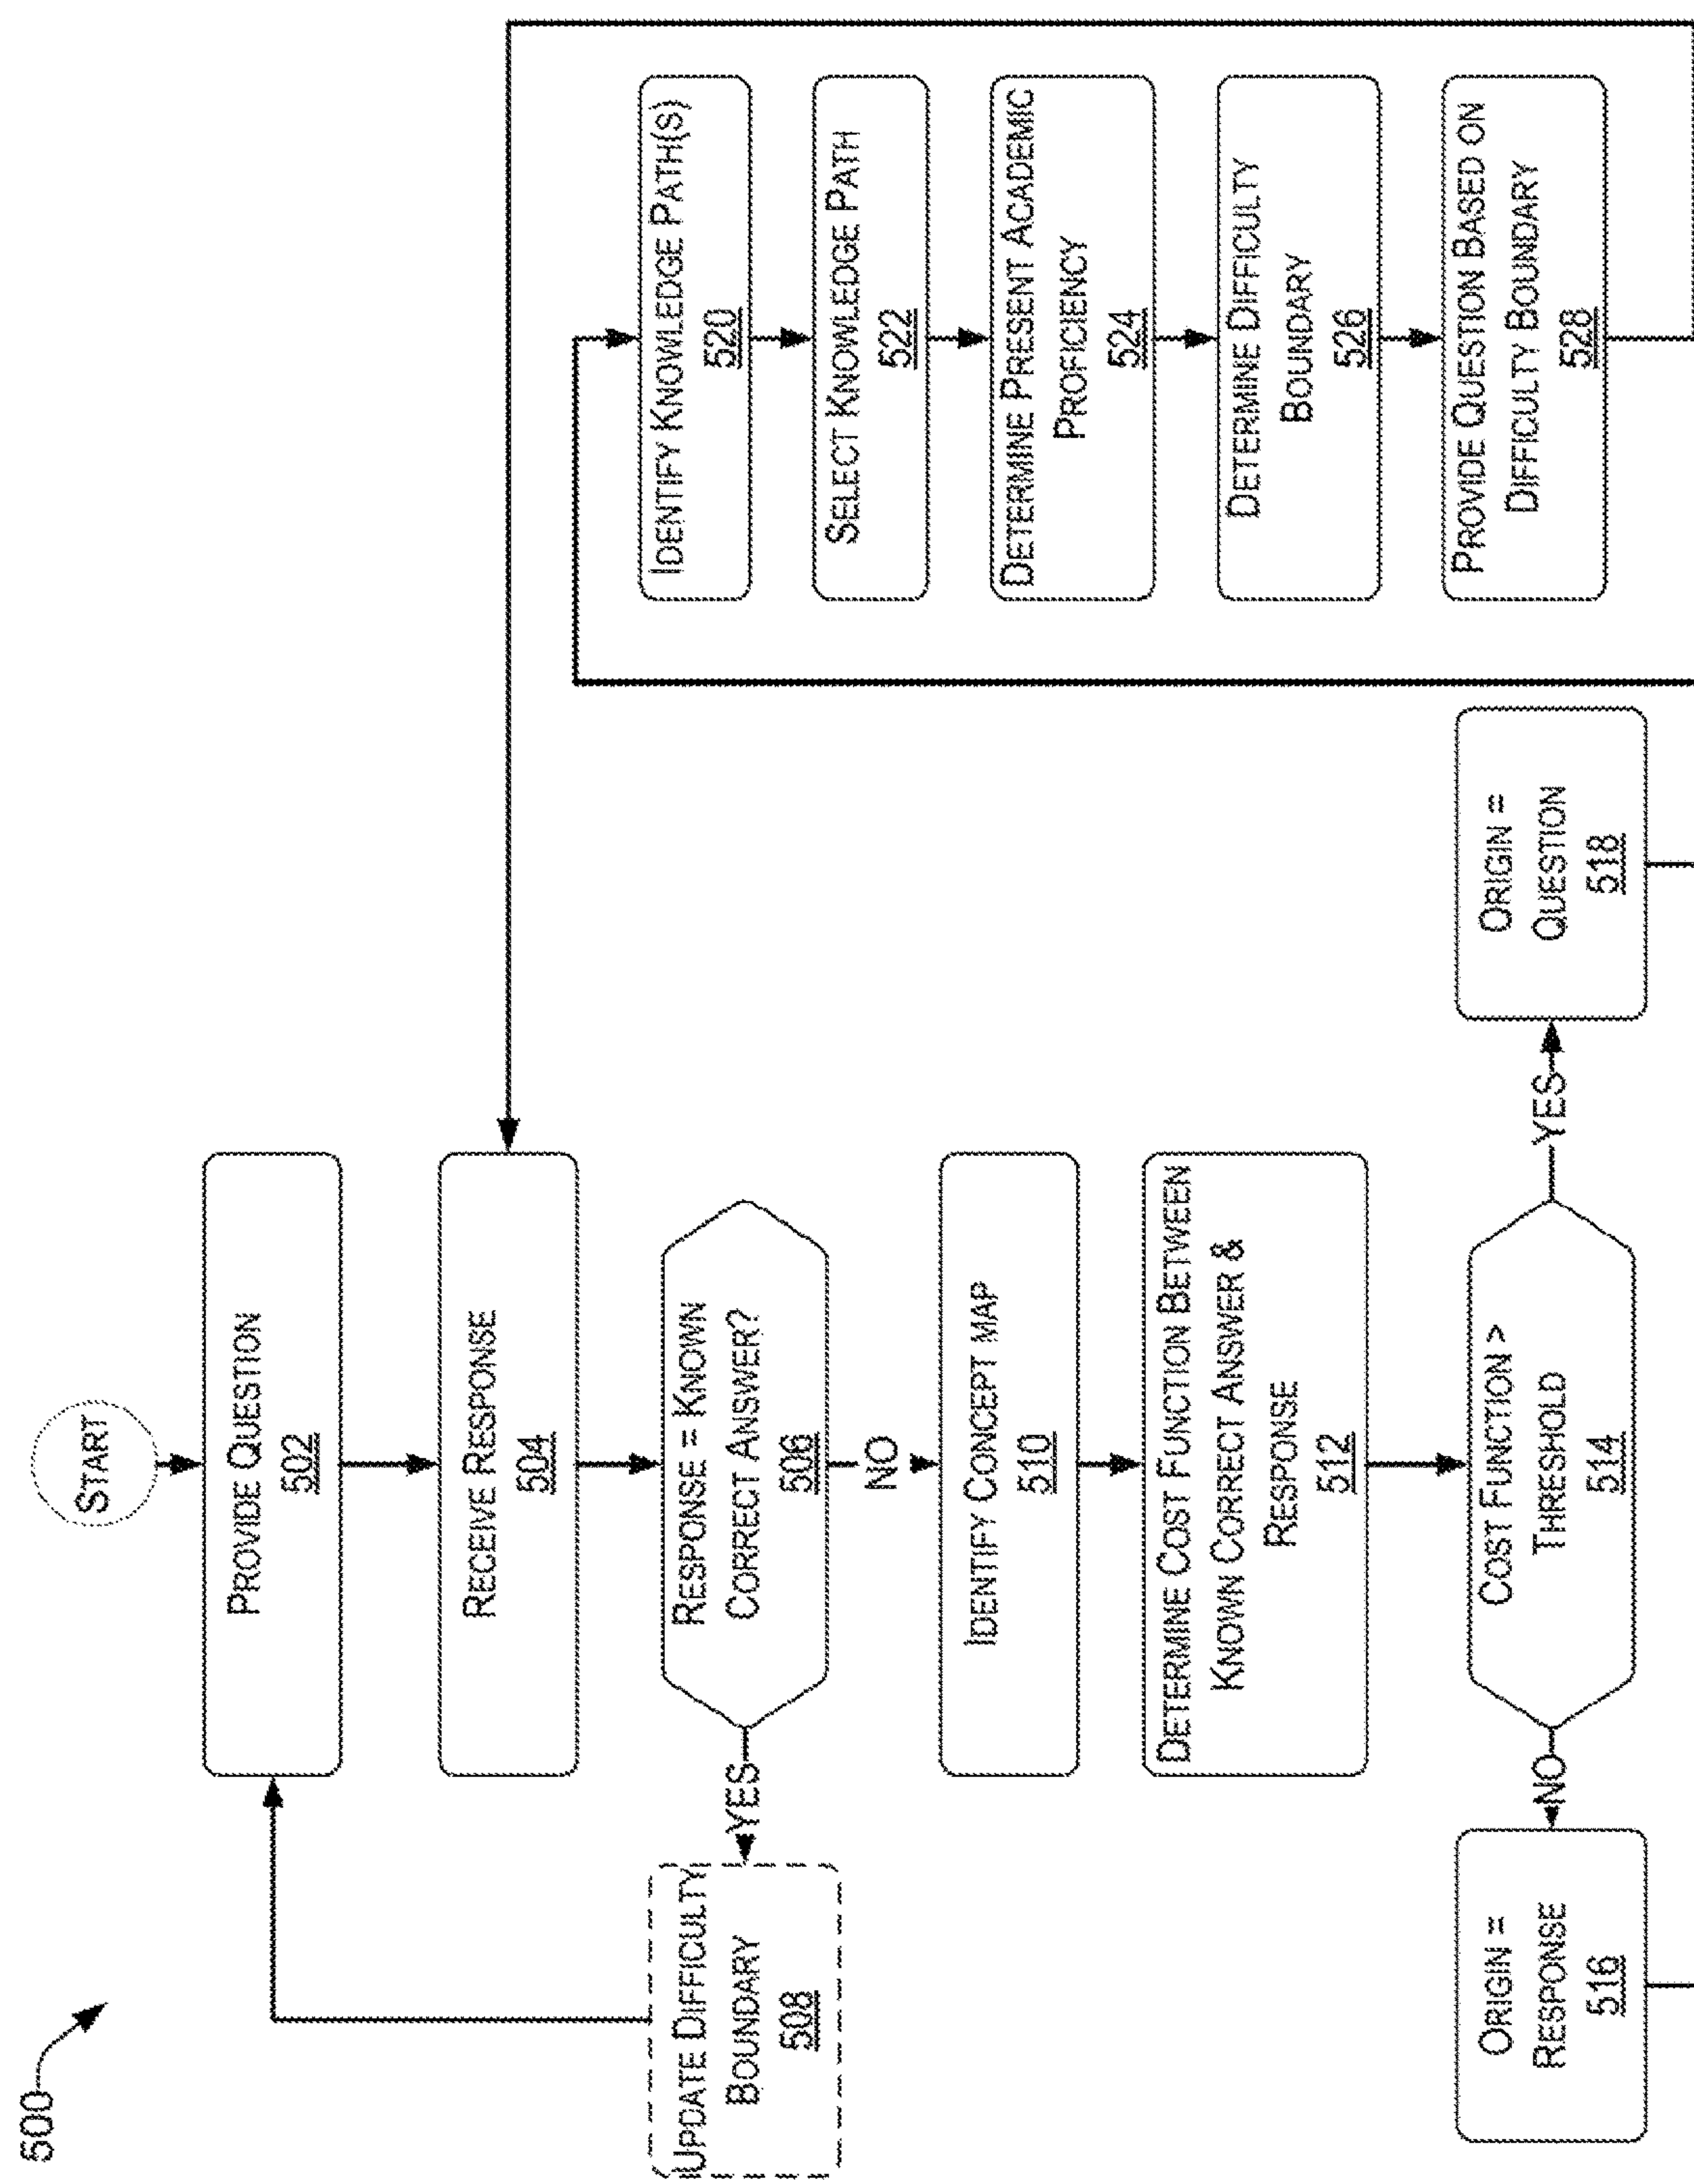 500
START
PROVIDE QUESTION
502
RECEIVE RESPONSE
504
RESPONSE = KNOWN
CORRECT ANSWER?
506
YES
NO
UPDATE DIFFICULTY
BOUNDARY
508
IDENTIFY CONCEPT MAP
510
DETERMINE COST FUNCTION BETWEEN
KNOWN CORRECT ANSWER &
RESPONSE
512
COST FUNCTION >
THRESHOLD
514
NO
YES
ORIGIN =
RESPONSE
516
ORIGIN =
QUESTION
518
IDENTIFY KNOWLEDGE PATH(S)
520
SELECT KNOWLEDGE PATH
522
DETERMINE PRESENT ACADEMIC
PROFICIENCY
524
DETERMINE DIFFICULTY
BOUNDARY
526
PROVIDE QUESTION BASED ON
DIFFICULTY BOUNDARY
528